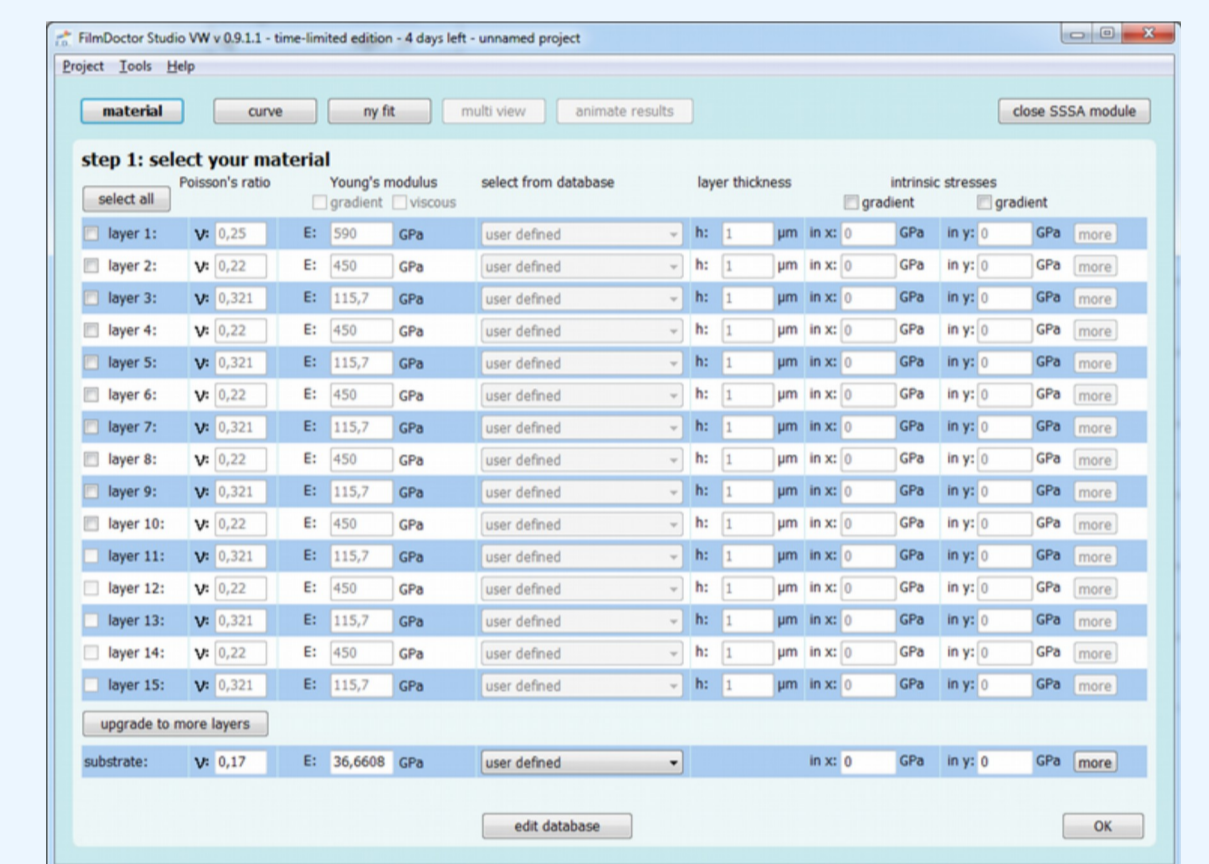 FilmDoctor Studio VW v 0.9.1.1 - time-limited edition - 4 days left - unnamed project
Project Tools Help
material curve ny fit multi view animate results close SSSA module
step 1: select your material
Poisson's ratio Young's modulus select from database layer thickness intrinsic stresses
select all gradient viscous gradient gradient
layer 1: ν: 0,25 E: 590 GPa user defined h: 1 µm in x: 0 GPa in y: 0 GPa more
layer 2: ν: 0,22 E: 450 GPa user defined h: 1 µm in x: 0 GPa in y: 0 GPa more
layer 3: ν: 0,321 E: 115,7 GPa user defined h: 1 µm in x: 0 GPa in y: 0 GPa more
layer 4: ν: 0,22 E: 450 GPa user defined h: 1 µm in x: 0 GPa in y: 0 GPa more
layer 5: ν: 0,321 E: 115,7 GPa user defined h: 1 µm in x: 0 GPa in y: 0 GPa more
layer 6: ν: 0,22 E: 450 GPa user defined h: 1 µm in x: 0 GPa in y: 0 GPa more
layer 7: ν: 0,321 E: 115,7 GPa user defined h: 1 µm in x: 0 GPa in y: 0 GPa more
layer 8: ν: 0,22 E: 450 GPa user defined h: 1 µm in x: 0 GPa in y: 0 GPa more
layer 9: ν: 0,321 E: 115,7 GPa user defined h: 1 µm in x: 0 GPa in y: 0 GPa more
layer 10: ν: 0,22 E: 450 GPa user defined h: 1 µm in x: 0 GPa in y: 0 GPa more
layer 11: ν: 0,321 E: 115,7 GPa user defined h: 1 µm in x: 0 GPa in y: 0 GPa more
layer 12: ν: 0,22 E: 450 GPa user defined h: 1 µm in x: 0 GPa in y: 0 GPa more
layer 13: ν: 0,321 E: 115,7 GPa user defined h: 1 µm in x: 0 GPa in y: 0 GPa more
layer 14: ν: 0,22 E: 450 GPa user defined h: 1 µm in x: 0 GPa in y: 0 GPa more
layer 15: ν: 0,321 E: 115,7 GPa user defined h: 1 µm in x: 0 GPa in y: 0 GPa more
upgrade to more layers
substrate: ν: 0,17 E: 36,6608 GPa user defined in x: 0 GPa in y: 0 GPa more
edit database OK